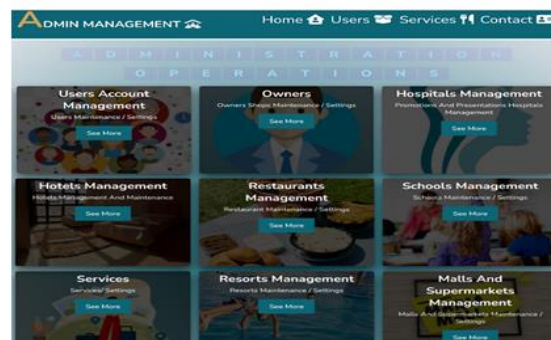 ADMIN MANAGEMENT
Home Users Services Contact
ADMINISTRATION
OPERATIONS
Users Account
Management
Users Maintenance / Settings
See More
Owners
Owners Shops Maintenance / Settings
See More
Hospitals Management
Promotions And Presentations Hospitals
Management
See More
Hotels Management
Hotels Management And Maintenance
See More
Restaurants
Management
Restaurant Maintenance / Settings
See More
Schools Management
Schools Maintenance / Settings
See More
Services
Services/ Settings
See More
Resorts Management
Resorts Maintenance / Settings
See More
Malls And
Supermarkets
Management
Malls And Supermarkets Maintenance /
Settings
See More